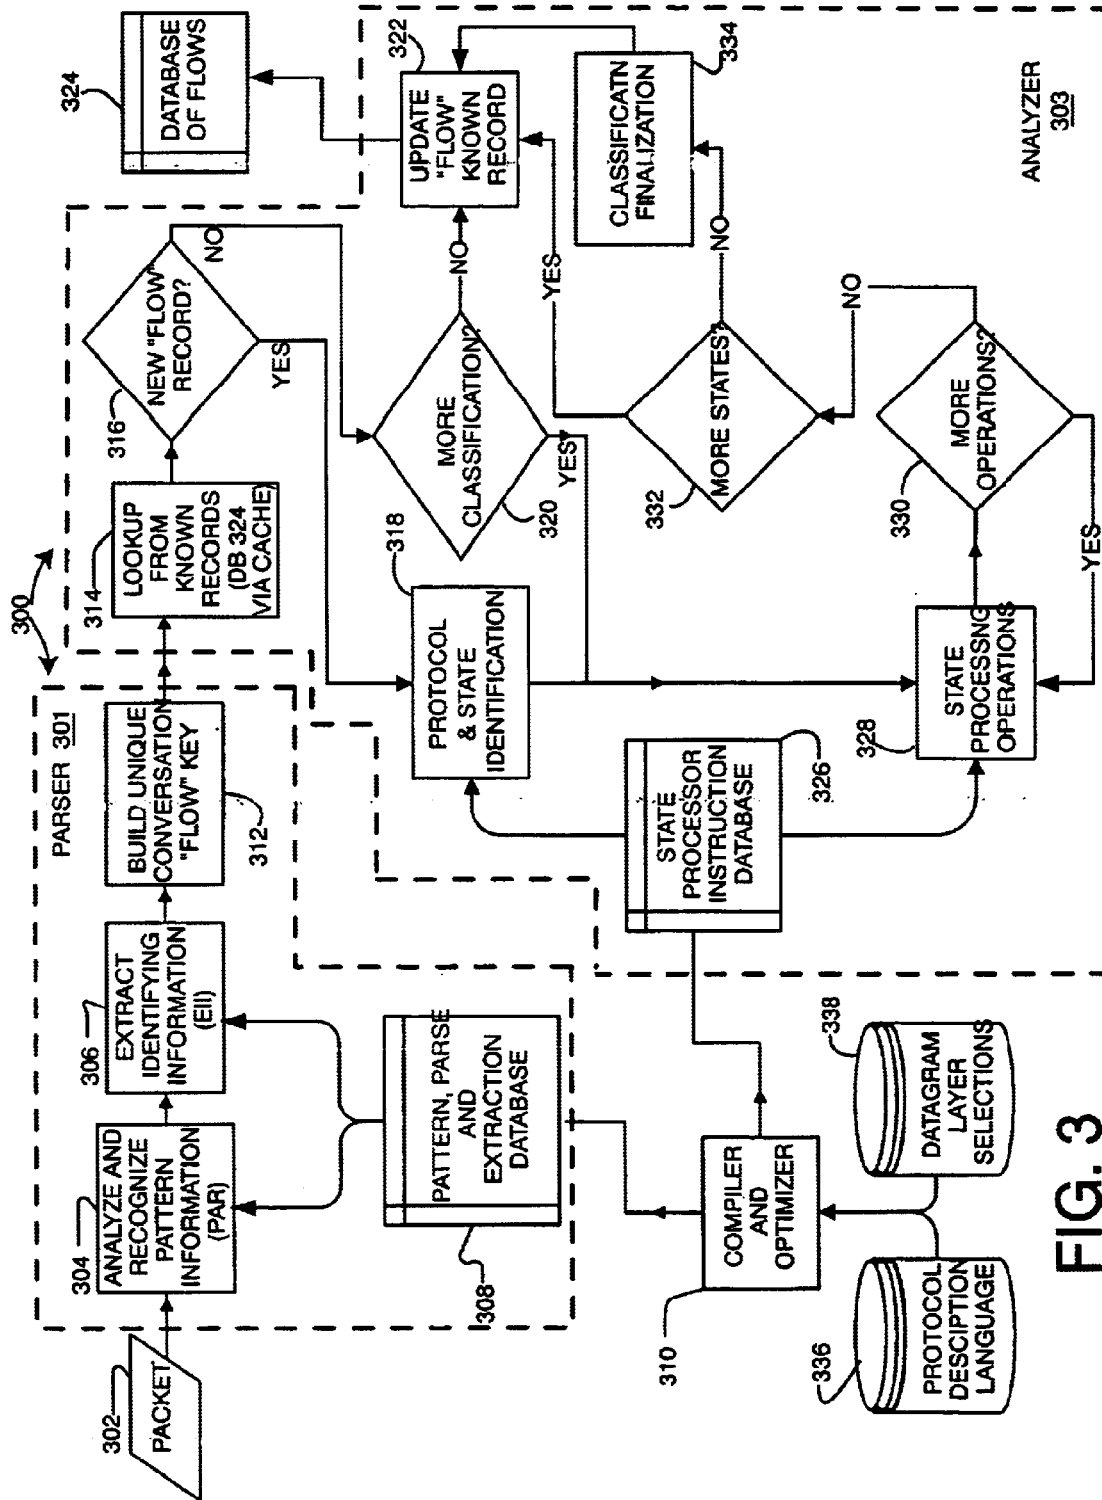 300
PARSER 301
302
PACKET
304
ANALYZE AND
RECOGNIZE
PATTERN
INFORMATION
(PAR)
306
EXTRACT
IDENTIFYING
INFORMATION
(EII)
BUILD UNIQUE
CONVERSATION
"FLOW" KEY
312
314
LOOKUP
FROM
KNOWN
RECORDS
(DB 324
VIA CACHE)
316
NEW "FLOW"
RECORD?
NO
YES
324
DATABASE
OF FLOWS
PATTERN, PARSE
AND
EXTRACTION
DATABASE
308
318
PROTOCOL
& STATE
IDENTIFICATION
MORE
CLASSIFICATION?
320
NO
YES
322
UPDATE
"FLOW"
KNOWN
RECORD
STATE
PROCESSOR
INSTRUCTION
DATABASE
326
332
MORE STATES?
YES
NO
CLASSIFICATN
FINALIZATION
334
310
COMPILER
AND
OPTIMIZER
328
STATE
PROCESSNG
OPERATIONS
330
MORE
OPERATIONS?
NO
YES
336
PROTOCOL
DESCIPTION
LANGUAGE
338
DATAGRAM
LAYER
SELECTIONS
ANALYZER
303
FIG. 3